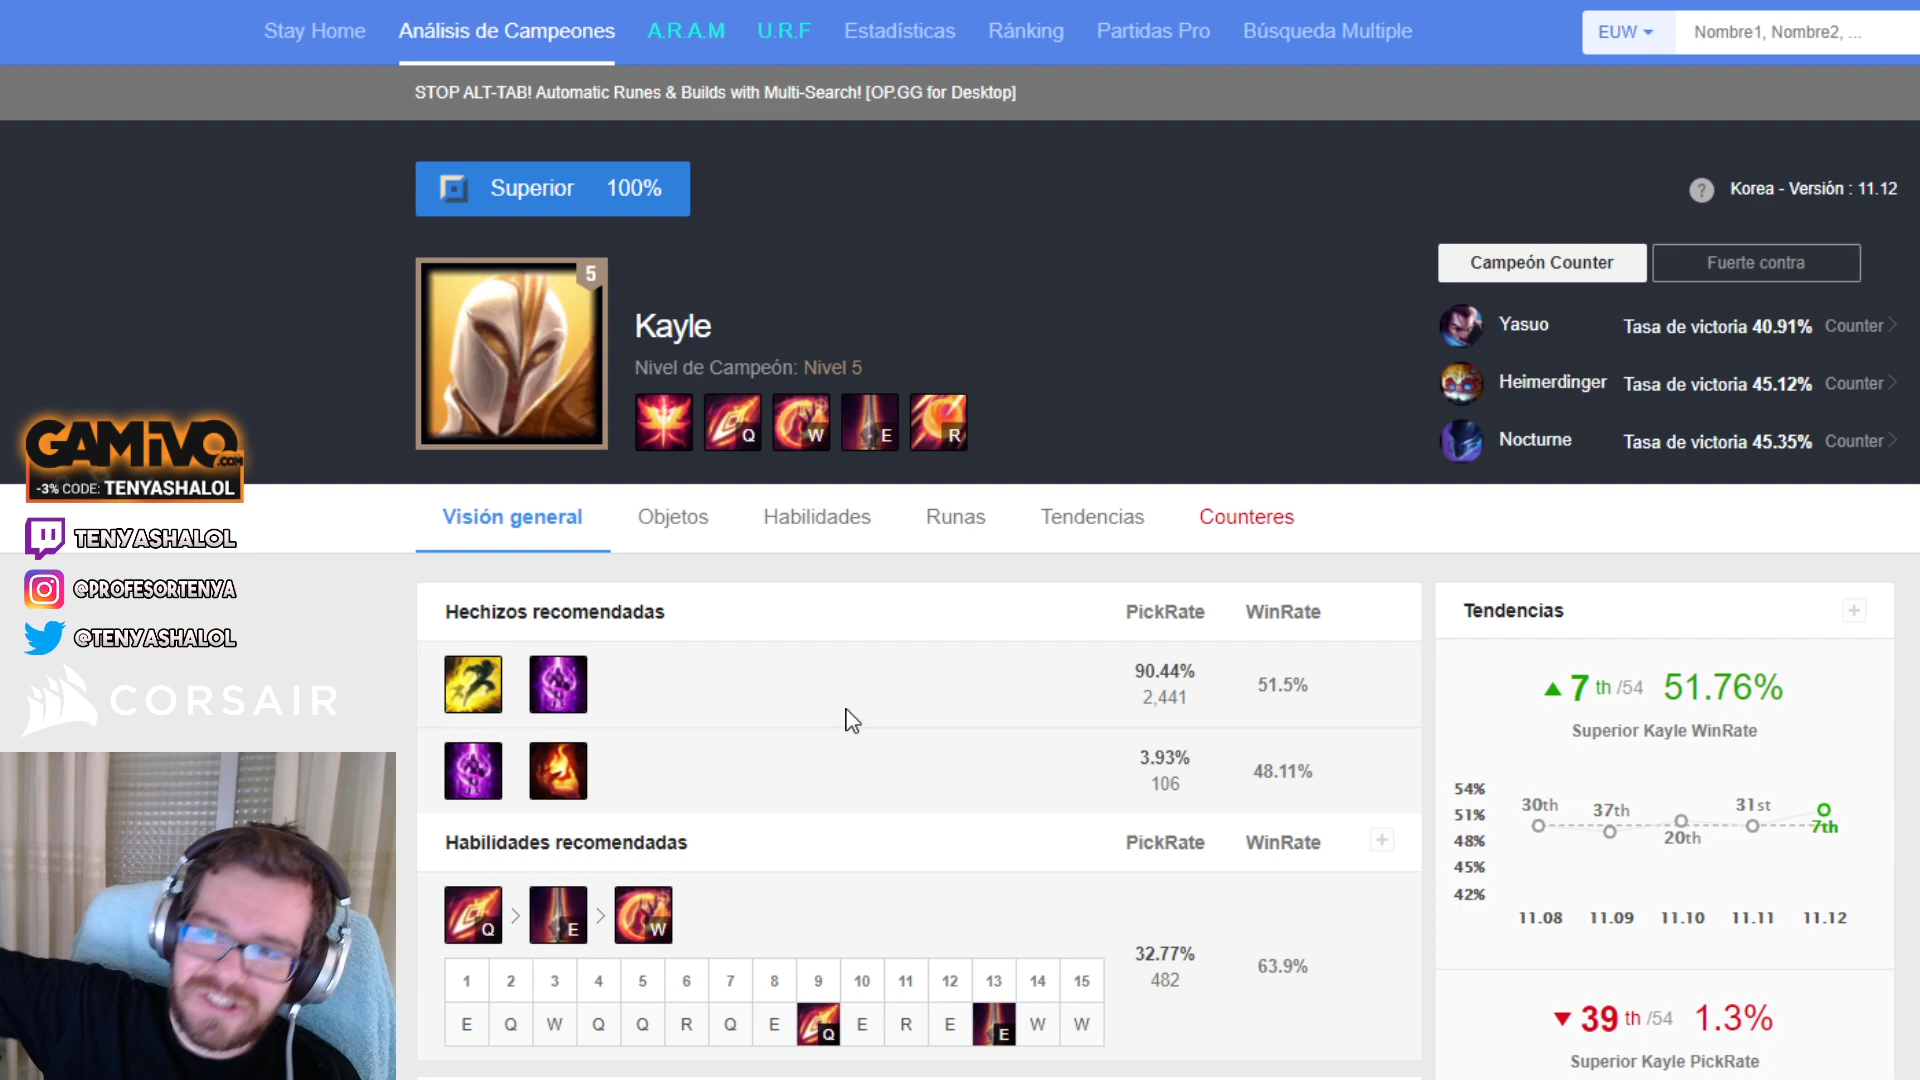 Stay Home Análisis de Campeones A.R.A.M U.R.F Estadísticas Ránking Partidas Pro Búsqueda Multiple EUW Nombre1, Nombre2, ...
STOP ALT-TAB! Automatic Runes & Builds with Multi-Search! [OP.GG for Desktop]
Superior 100%
? Korea - Versión : 11.12
Campeón Counter Fuerte contra
5
Kayle
Nivel de Campeón: Nivel 5
Q W E R
Yasuo Tasa de victoria 40.91% Counter
Heimerdinger Tasa de victoria 45.12% Counter
Nocturne Tasa de victoria 45.35% Counter
GAMIVO.COM
-3% CODE: TENYASHALOL
TENYASHALOL
@PROFESORTENYA
@TENYASHALOL
CORSAIR
Visión general Objetos Habilidades Runas Tendencias Counteres
Hechizos recomendadas PickRate WinRate
90.44%
2,441
51.5%
3.93%
106
48.11%
Habilidades recomendadas PickRate WinRate +
Q > E > W
32.77%
482
63.9%
1 2 3 4 5 6 7 8 9 10 11 12 13 14 15
E Q W Q Q R Q E Q E R E E W W
Tendencias +
7 th /54 51.76%
Superior Kayle WinRate
54%
51%
48%
45%
42%
30th 37th 20th 31st 7th
11.08 11.09 11.10 11.11 11.12
39 th /54 1.3%
Superior Kayle PickRate